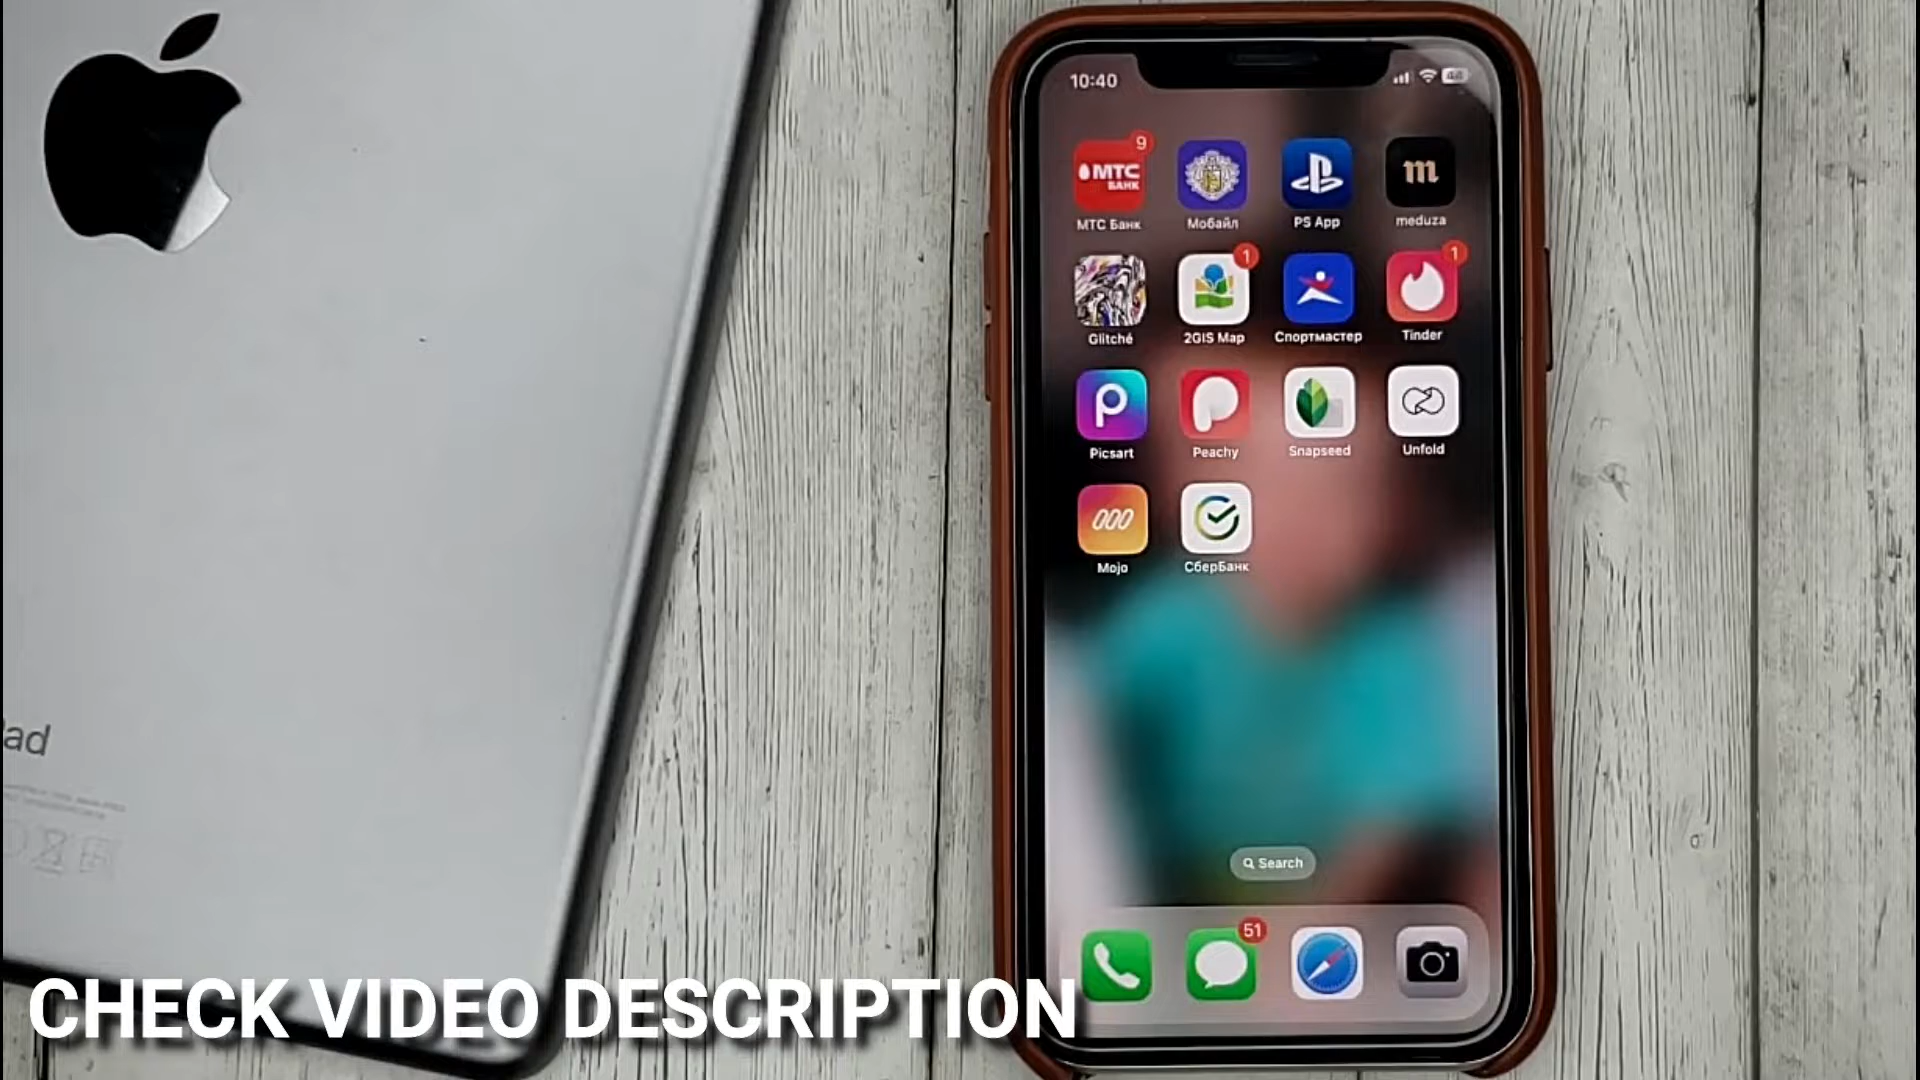 10:40
9
МТС
БАНК
m
МТС Банк
Мобайл
PS App
meduza
1
1
Glitché
2GIS Map
Спортмастер
Tinder
Picsart
Peachy
Snapseed
Unfold
Mojo
СберБанк
Search
51
ad
CHECK VIDEO DESCRIPTION